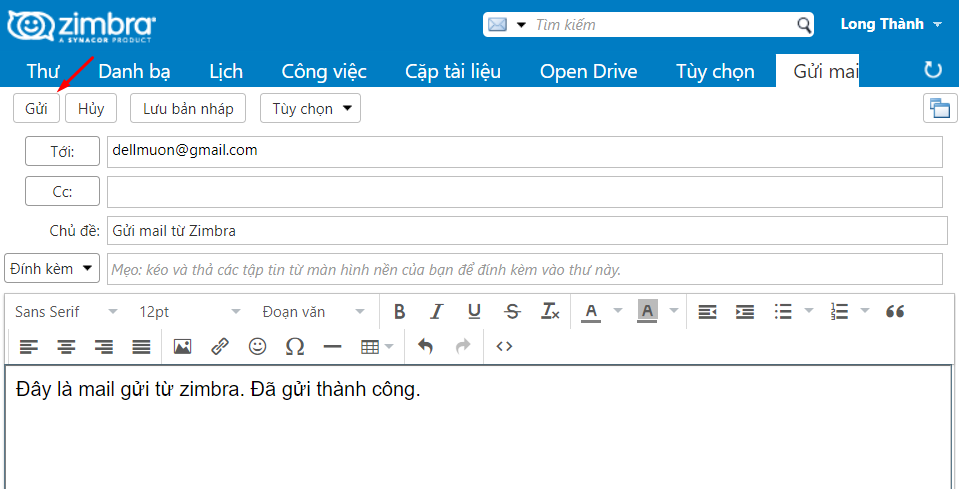 zimbra
A SYNACOR PRODUCT
Tìm kiếm
Long Thành
Thư Danh bạ Lịch Công việc Cặp tài liệu Open Drive Tùy chọn Gửi mai
Gửi Hủy Lưu bản nháp Tùy chọn
Tới: dellmuon@gmail.com
Cc:
Chủ đề: Gửi mail từ Zimbra
Đính kèm Mẹo: kéo và thả các tập tin từ màn hình nền của bạn để đính kèm vào thư này.
Sans Serif 12pt Đoạn văn B I U S Ix A A
Đây là mail gửi từ zimbra. Đã gửi thành công.